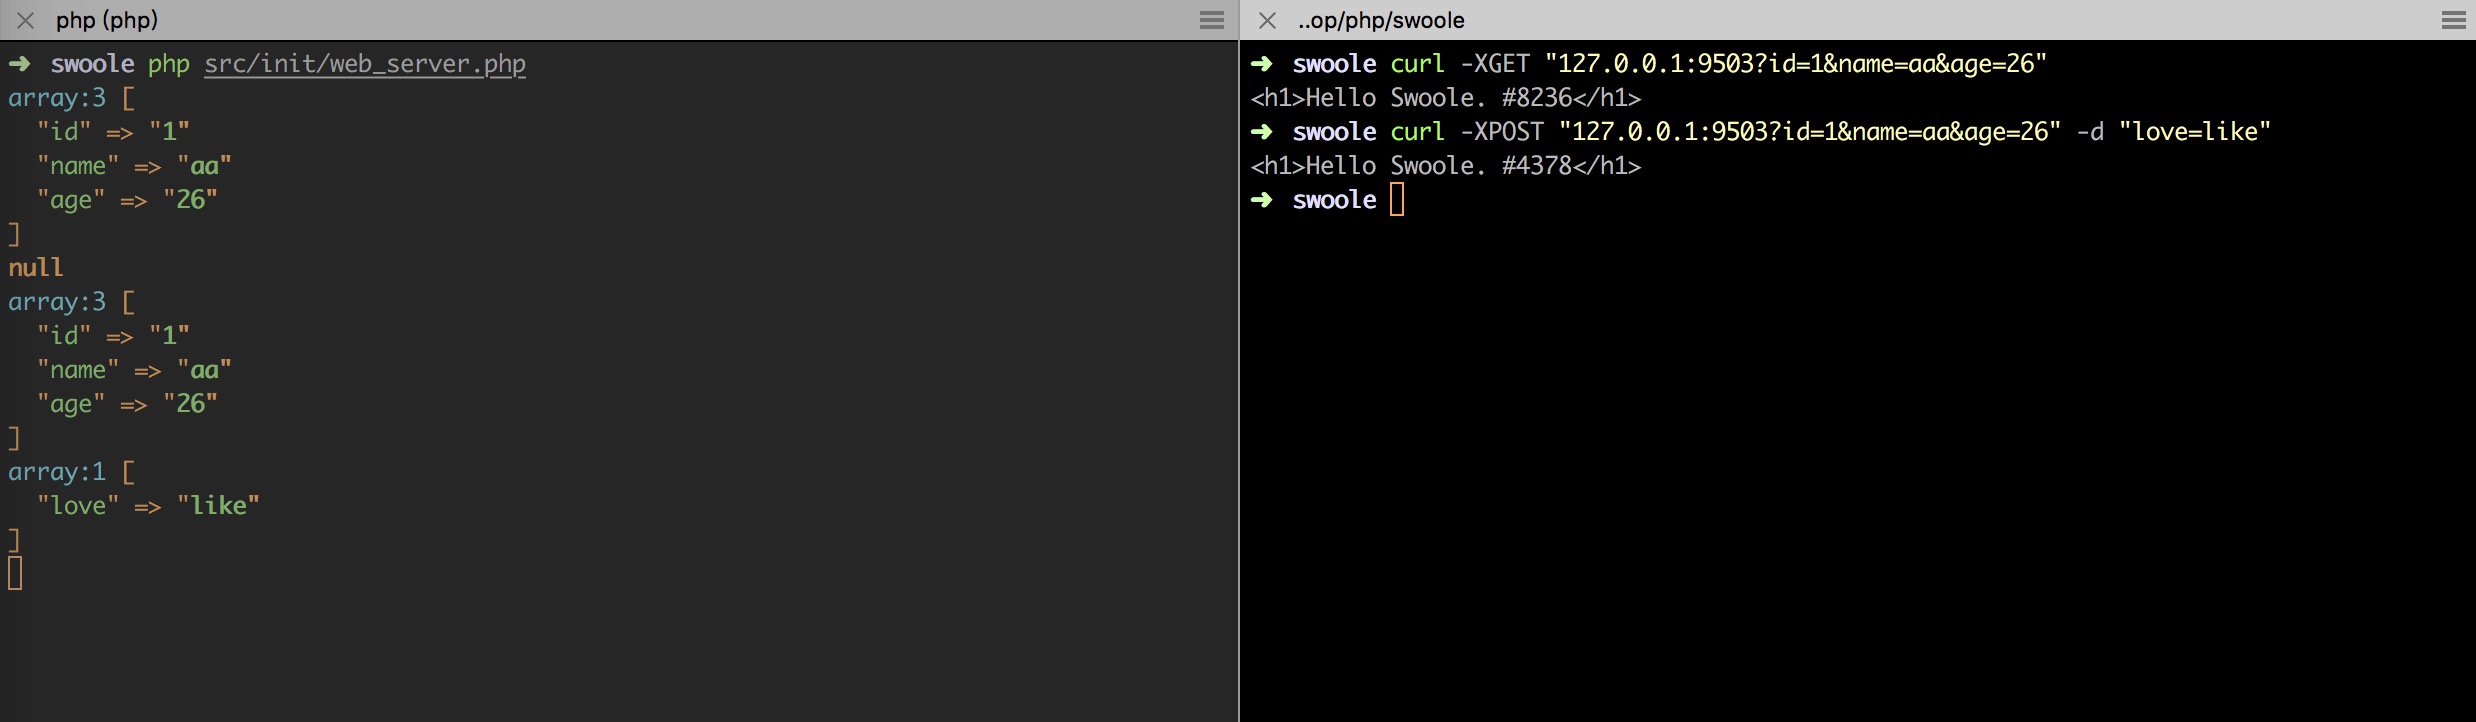 php (php)
➜  swoole php src/init/web_server.php
array:3 [
  "id" => "1"
  "name" => "aa"
  "age" => "26"
]
null
array:3 [
  "id" => "1"
  "name" => "aa"
  "age" => "26"
]
array:1 [
  "love" => "like"
]
..op/php/swoole
➜  swoole curl -XGET "127.0.0.1:9503?id=1&name=aa&age=26"
<h1>Hello Swoole. #8236</h1>
➜  swoole curl -XPOST "127.0.0.1:9503?id=1&name=aa&age=26" -d "love=like"
<h1>Hello Swoole. #4378</h1>
➜  swoole